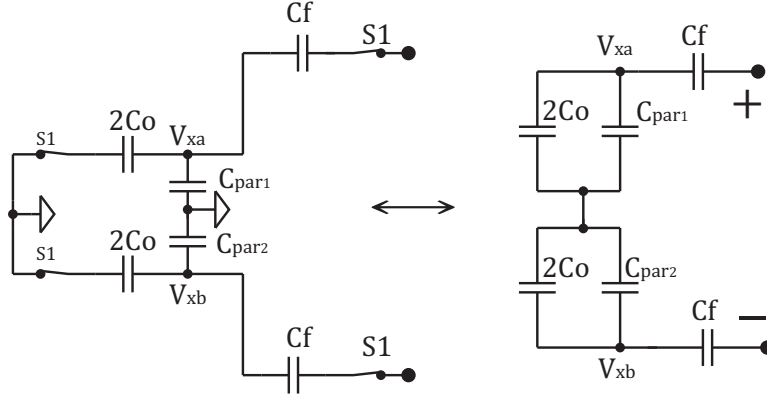 Cf
S1
2Co
Vxa
S1
Cpar1
Cpar2
S1
2Co
Vxb
Cf
S1
Vxa
Cf
+
2Co
Cpar1
2Co
Cpar2
Cf
−
Vxb